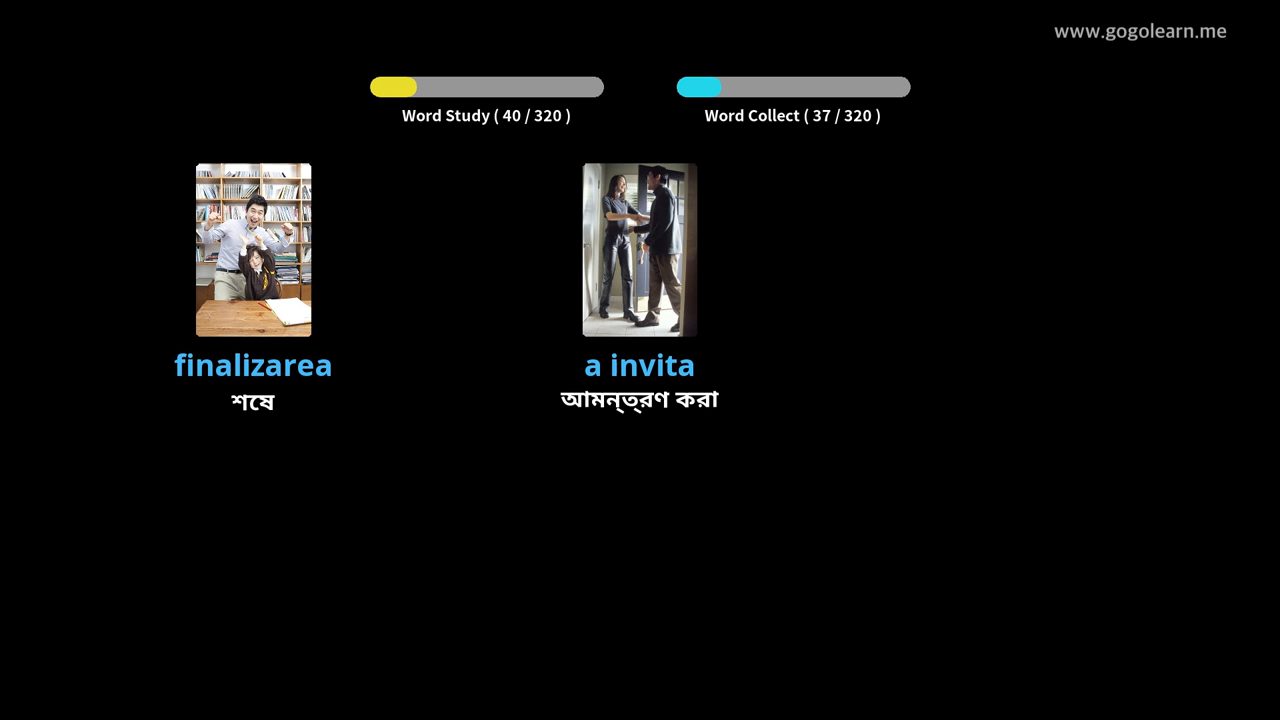 www.gogolearn.me
Word Study ( 40 / 320 )
Word Collect ( 37 / 320 )
finalizarea
a invita
শেষে
আমন্ত্রণ করা